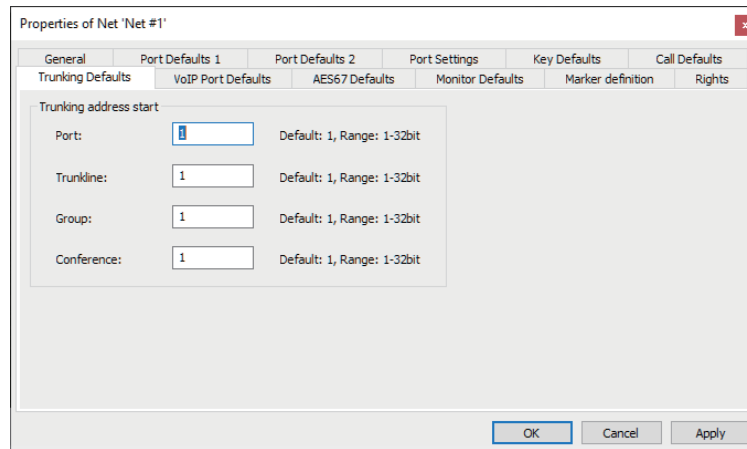 Properties of Net 'Net #1'
x
General Port Defaults 1 Port Defaults 2 Port Settings Key Defaults Call Defaults
Trunking Defaults VoIP Port Defaults AES67 Defaults Monitor Defaults Marker definition Rights
Trunking address start
Port: 1 Default: 1, Range: 1-32bit
Trunkline: 1 Default: 1, Range: 1-32bit
Group: 1 Default: 1, Range: 1-32bit
Conference: 1 Default: 1, Range: 1-32bit
OK Cancel Apply